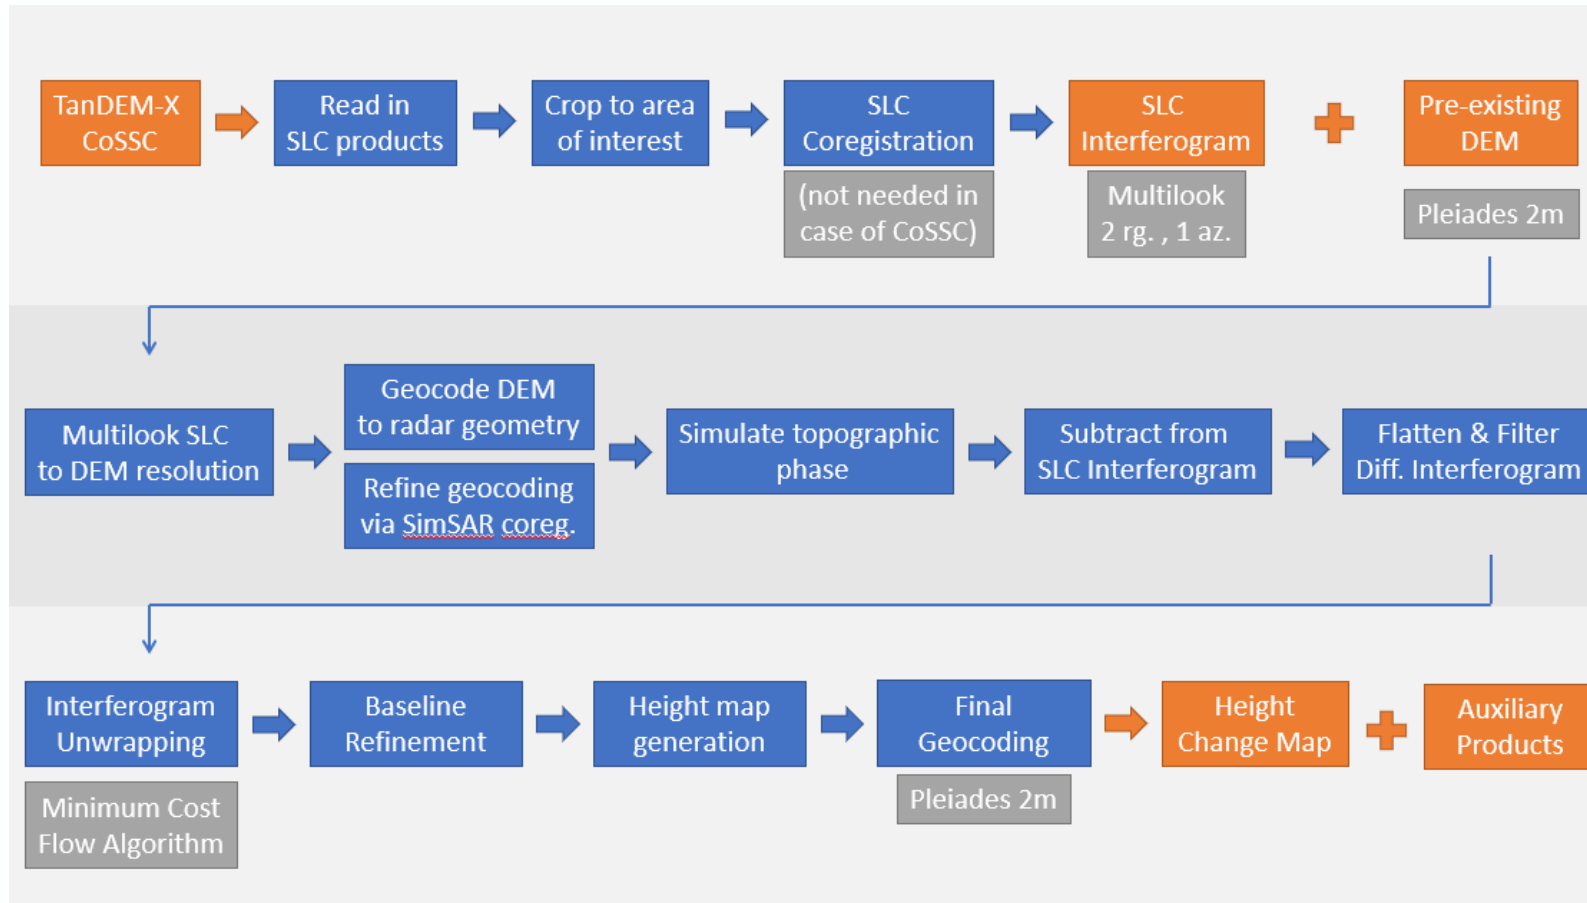 TanDEM-X
CoSSC
Read in
SLC products
Crop to area
of interest
SLC
Coregistration
(not needed in
case of CoSSC)
SLC
Interferogram
Multilook
2 rg. , 1 az.
Pre-existing
DEM
Pleiades 2m
Multilook SLC
to DEM resolution
Geocode DEM
to radar geometry
Refine geocoding
via SimSAR coreg.
Simulate topographic
phase
Subtract from
SLC Interferogram
Flatten & Filter
Diff. Interferogram
Interferogram
Unwrapping
Minimum Cost
Flow Algorithm
Baseline
Refinement
Height map
generation
Final
Geocoding
Pleiades 2m
Height
Change Map
Auxiliary
Products